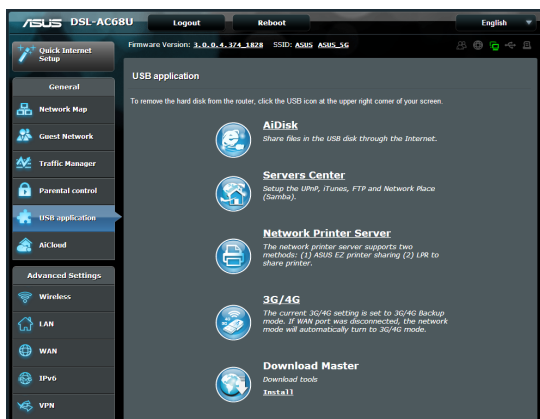 ASUS DSL-AC68U Logout Reboot English
Quick Internet
Setup
Firmware Version: 3.0.0.4.374_1828 SSID: ASUS ASUS_5G
General
Network Map
Guest Network
Traffic Manager
Parental control
USB application
AiCloud
Advanced Settings
Wireless
LAN
WAN
IPv6
VPN
USB application
To remove the hard disk from the router, click the USB icon at the upper right corner of your screen.
AiDisk
Share files in the USB disk through the Internet.
Servers Center
Setup the UPnP, iTunes, FTP and Network Place
(Samba).
Network Printer Server
The network printer server supports two
methods: (1) ASUS EZ printer sharing (2) LPR to
share printer.
3G/4G
The current 3G/4G setting is set to 3G/4G Backup
mode. If WAN port was disconnected, the network
mode will automatically turn to 3G/4G mode.
Download Master
Download tools
Install